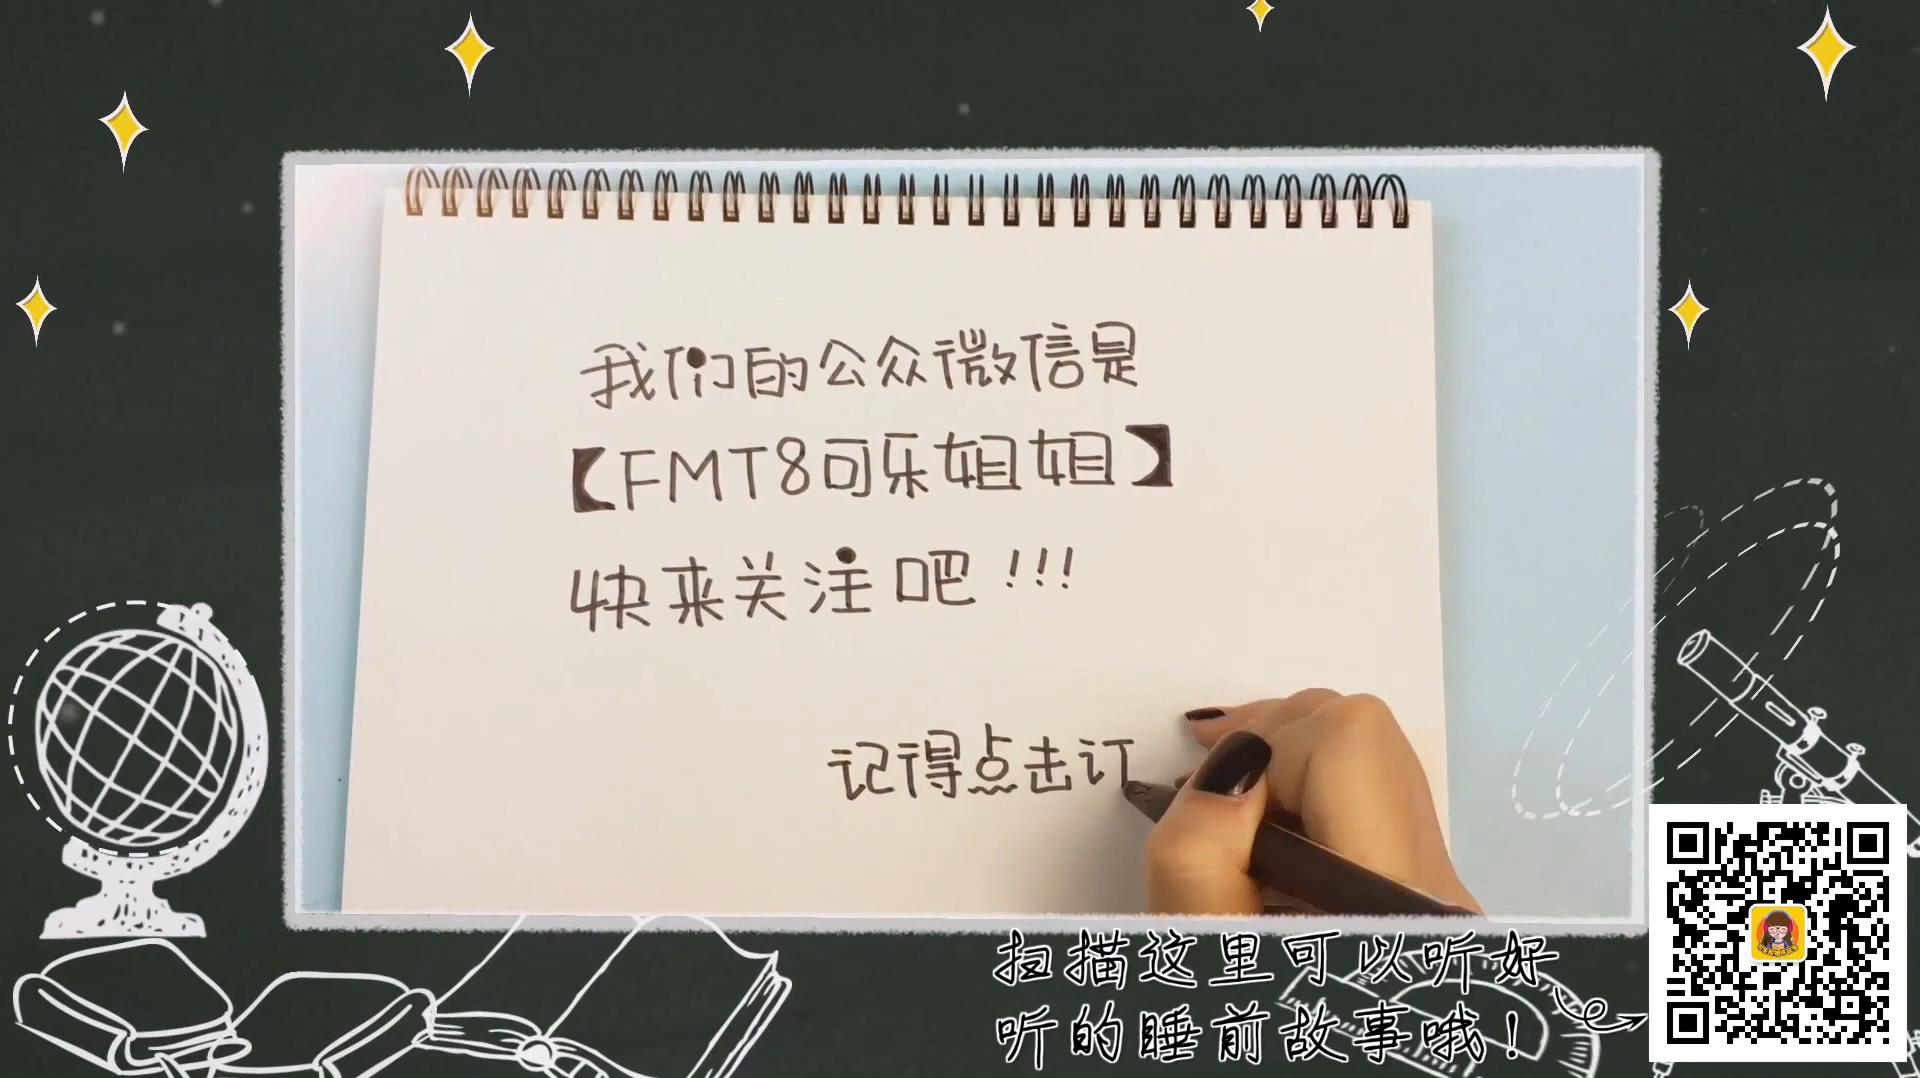 我们的公众微信是
【FMT8可乐姐姐】
快来关注吧!!!
记得点击订
扫描这里可以听好
听的睡前故事哦!